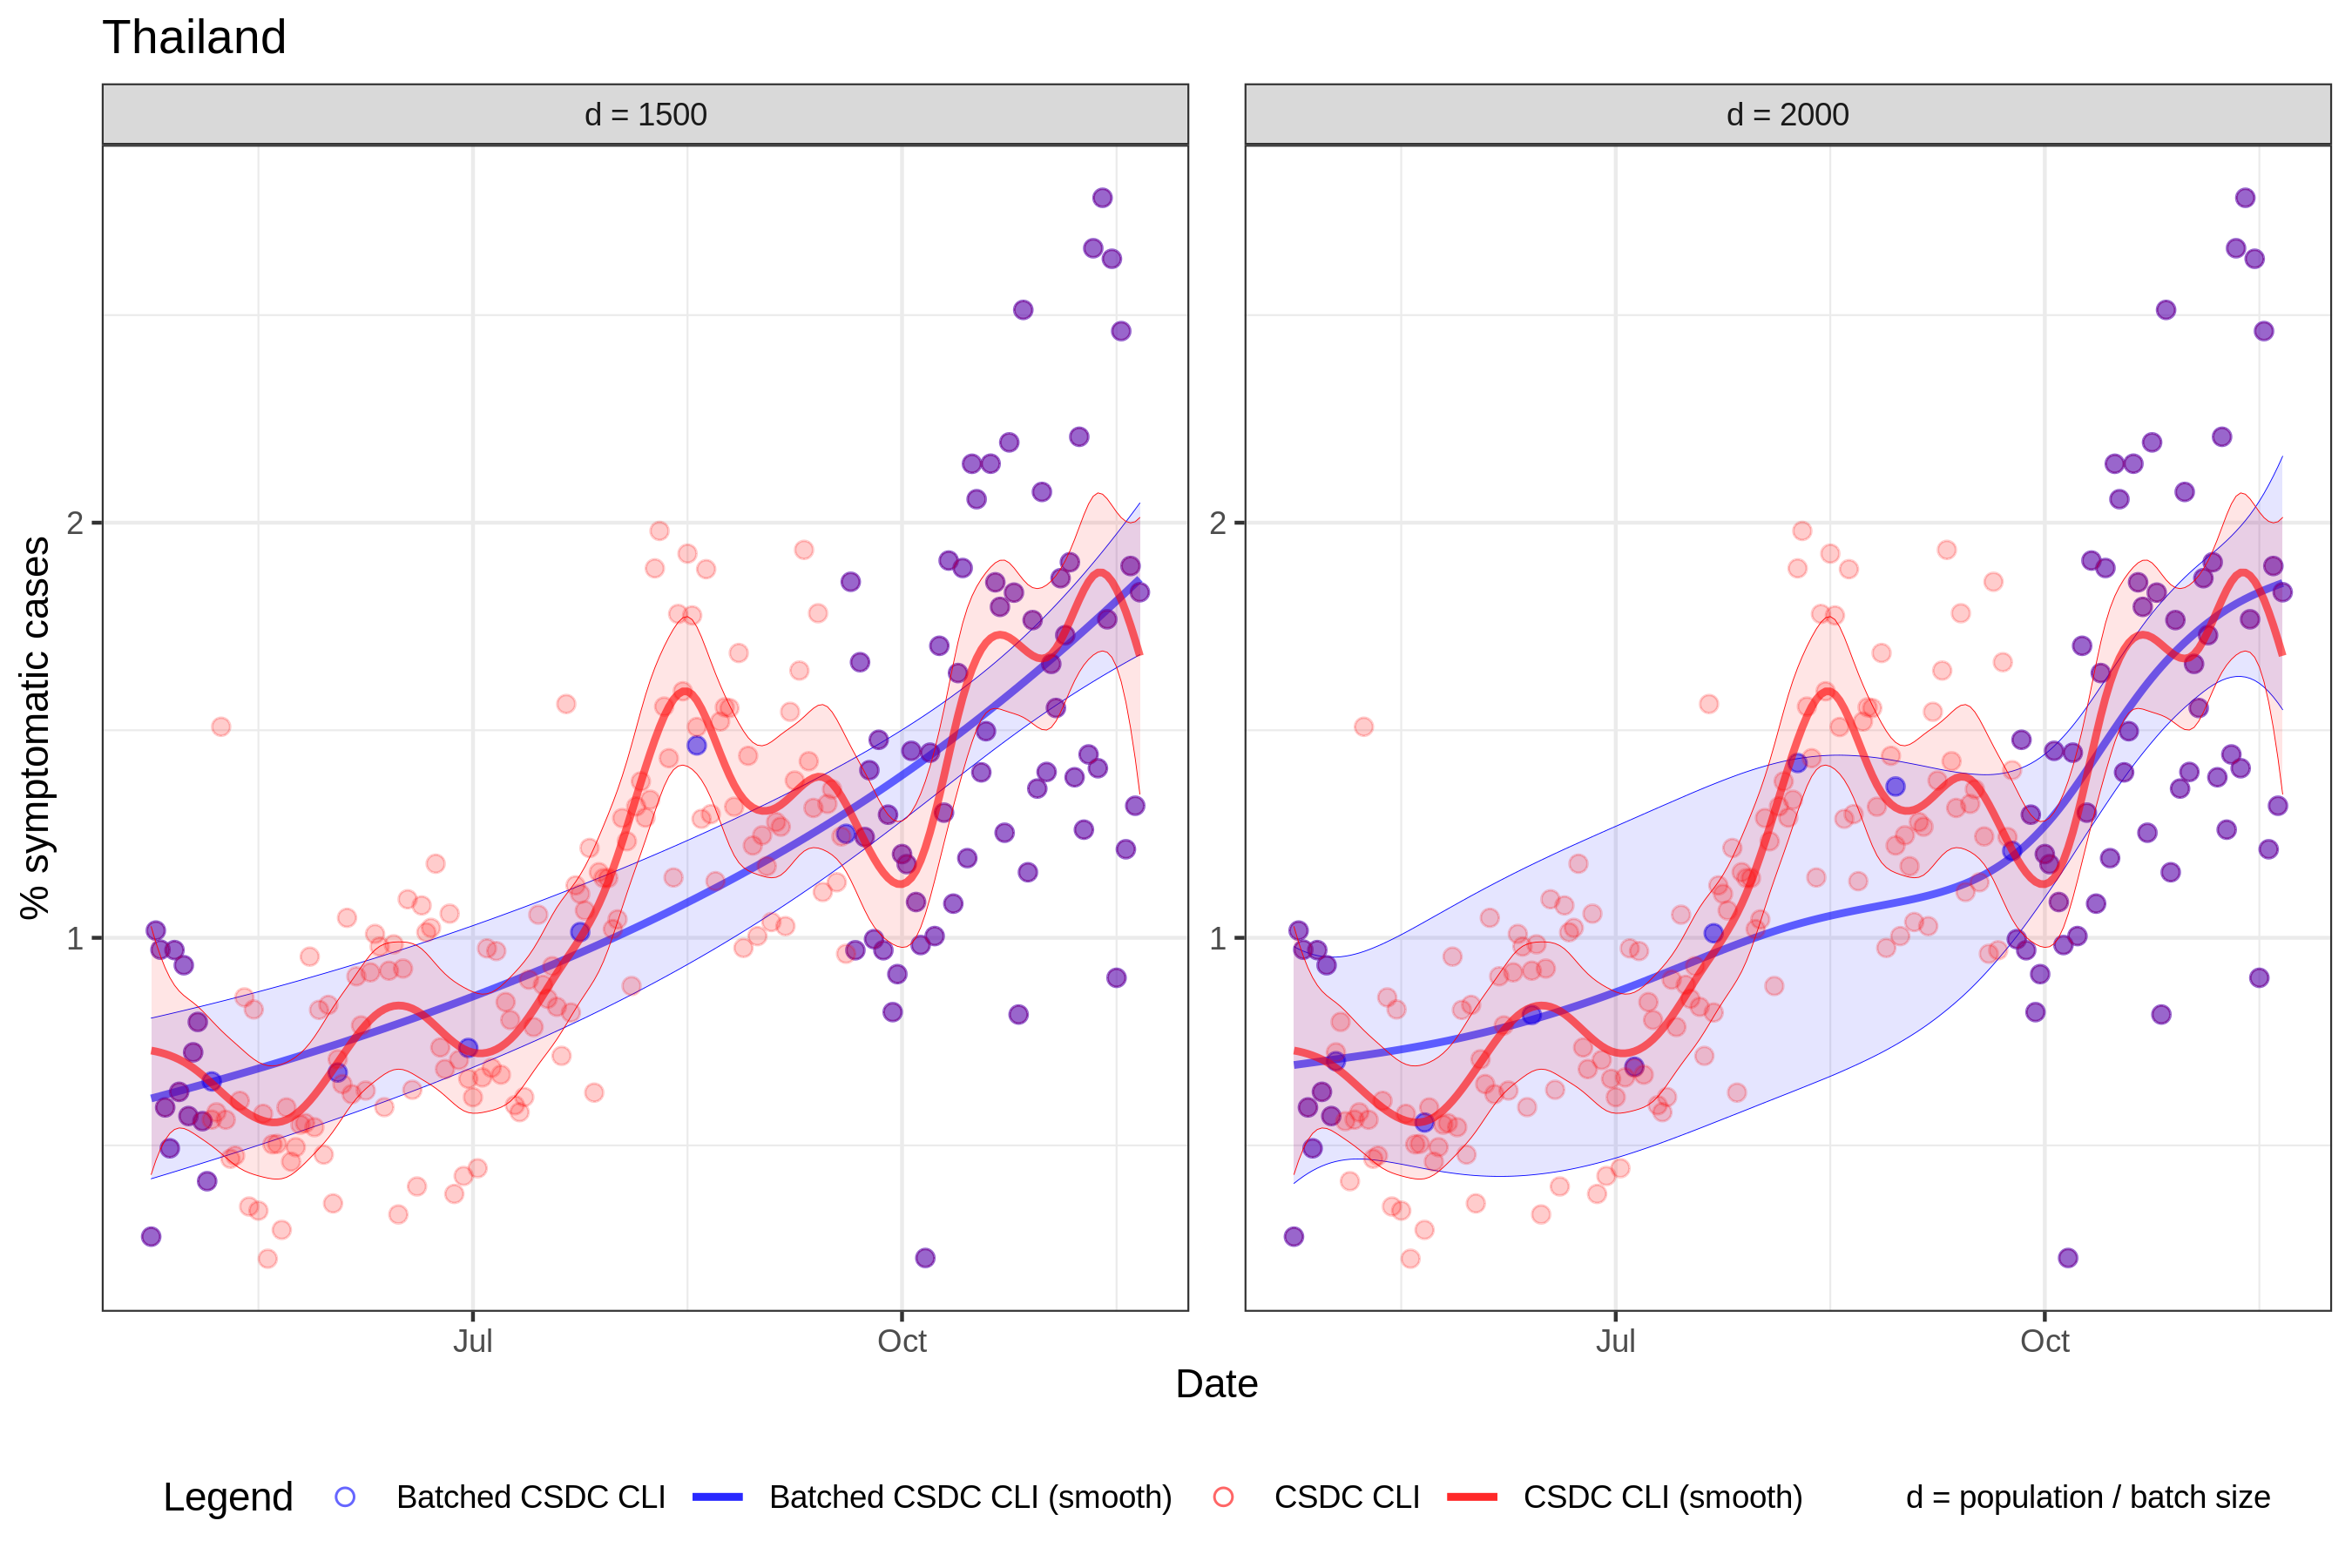 Thailand
d = 1500
d = 2000
% symptomatic cases
2
1
2
1
Jul
Oct
Jul
Oct
Date
Legend
Batched CSDC CLI
Batched CSDC CLI (smooth)
CSDC CLI
CSDC CLI (smooth)
d = population / batch size